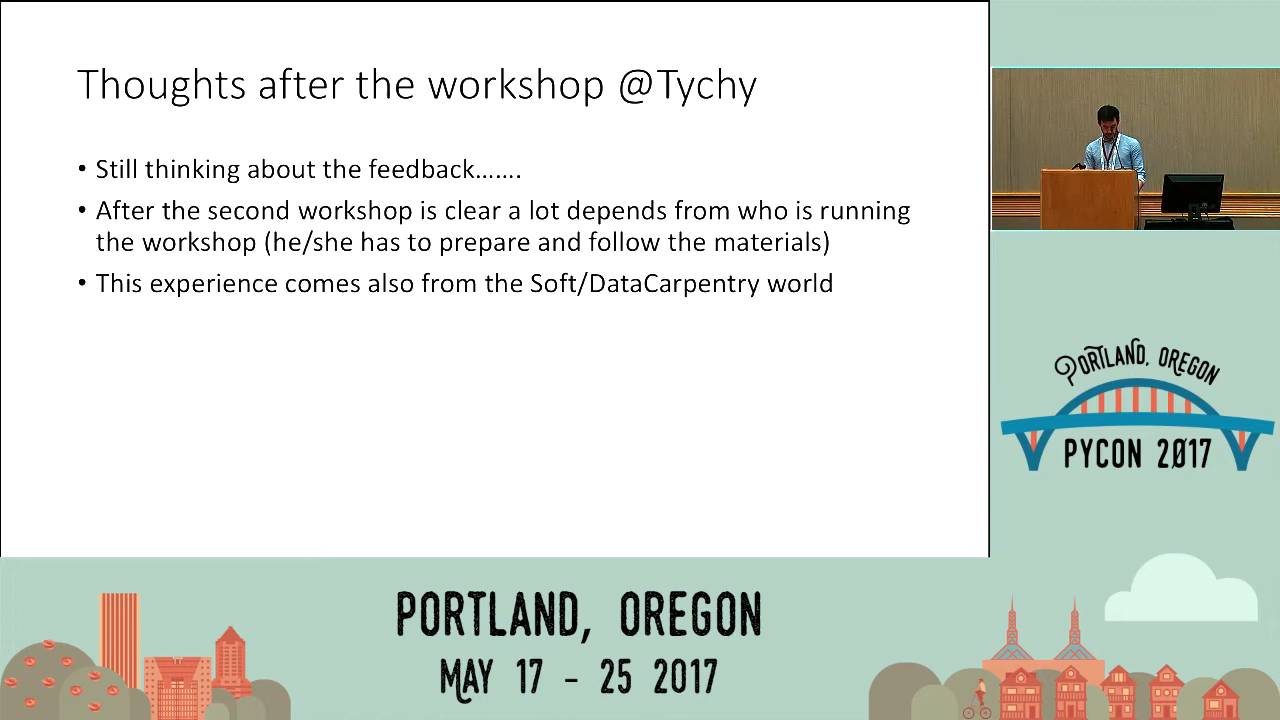 Thoughts after the workshop @Tychy
• Still thinking about the feedback.......
• After the second workshop is clear a lot depends from who is running
the workshop (he/she has to prepare and follow the materials)
• This experience comes also from the Soft/DataCarpentry world
PORTLAND, OREGON
PYCON 2017
PORTLAND, OREGON
MAY 17 - 25 2017